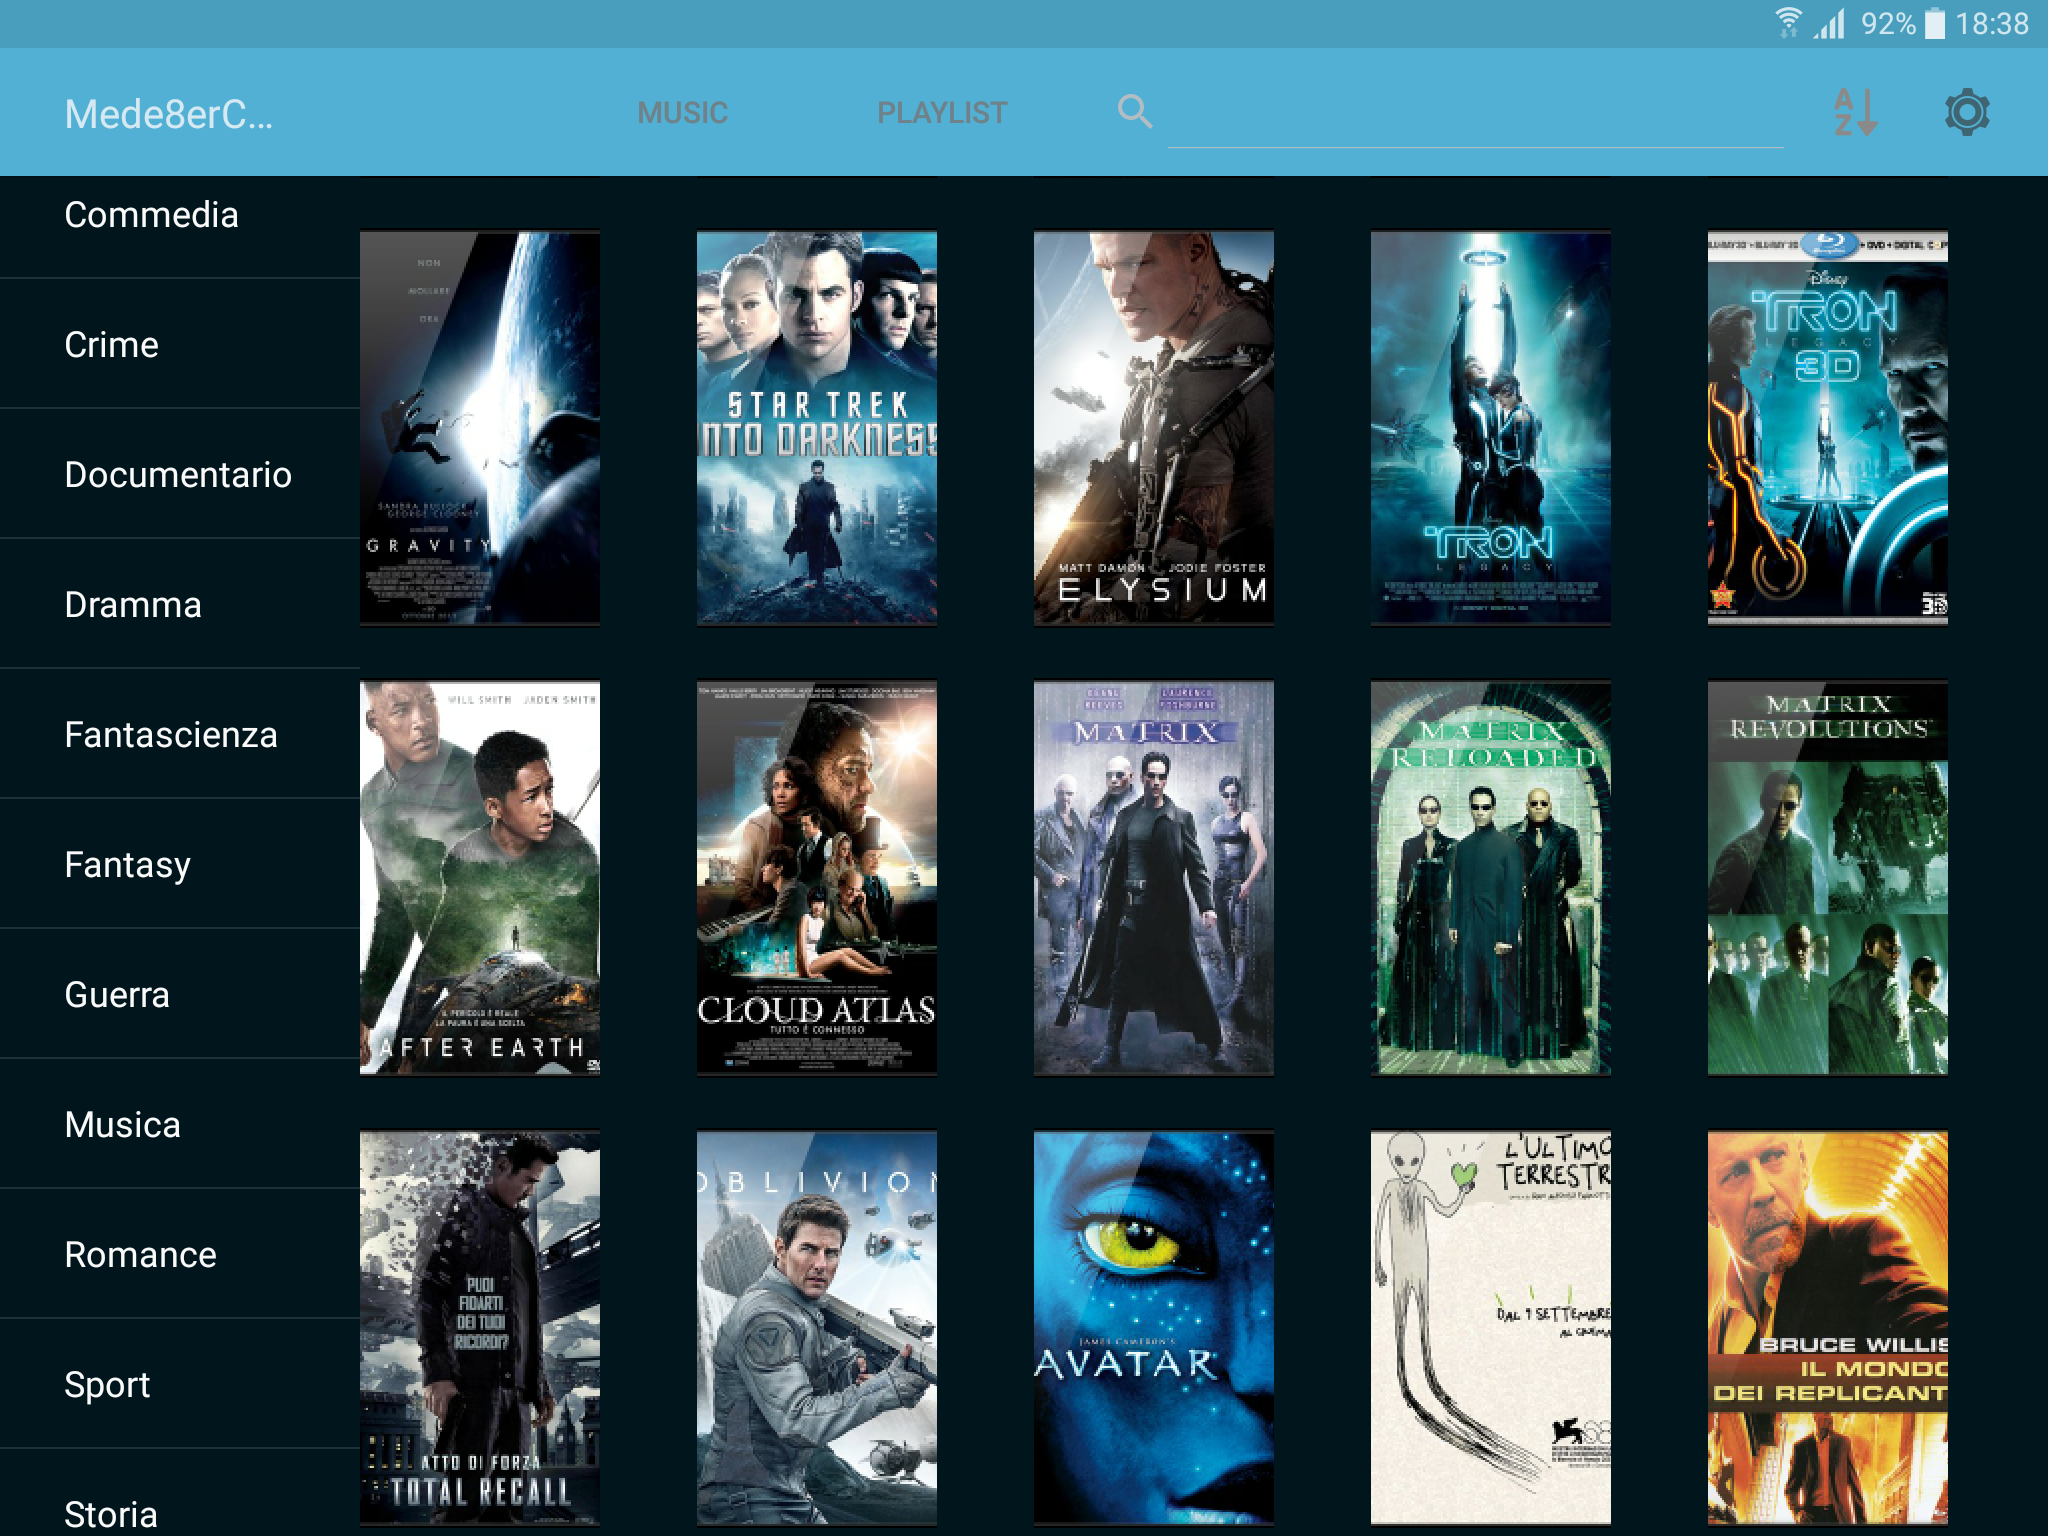 92% 18:38
Mede8erC...
MUSIC
PLAYLIST
A
Z
Commedia
Crime
Documentario
Dramma
Fantascienza
Fantasy
Guerra
Musica
Romance
Sport
Storia
NON
MOLLARE
ORA
SANDRA BULLOCK
GEORGE CLOONEY
GRAVITY
STAR TREK
INTO DARKNESS
MATT DAMON JODIE FOSTER
ELYSIUM
TRON
LEGACY
Disney
TRON
LEGACY
3D
WILL SMITH JADEN SMITH
IL PERICOLO È REALE
LA PAURA È UNA SCELTA
AFTER EARTH
CLOUD ATLAS
TUTTO È CONNESSO
KEANU LAURENCE
REEVES FISHBURNE
MATRIX
MATRIX
RELOADED
MATRIX
REVOLUTIONS
PUOI
FIDARTI
DEI TUOI
RICORDI?
ATTO DI FORZA
TOTAL RECALL
OBLIVION
JAMES CAMERON'S
AVATAR
L'ULTIMO
TERRESTR
DAL 9 SETTEMBRE
AL CINEMA
68
BRUCE WILLIS
IL MONDO
DEI REPLICANT